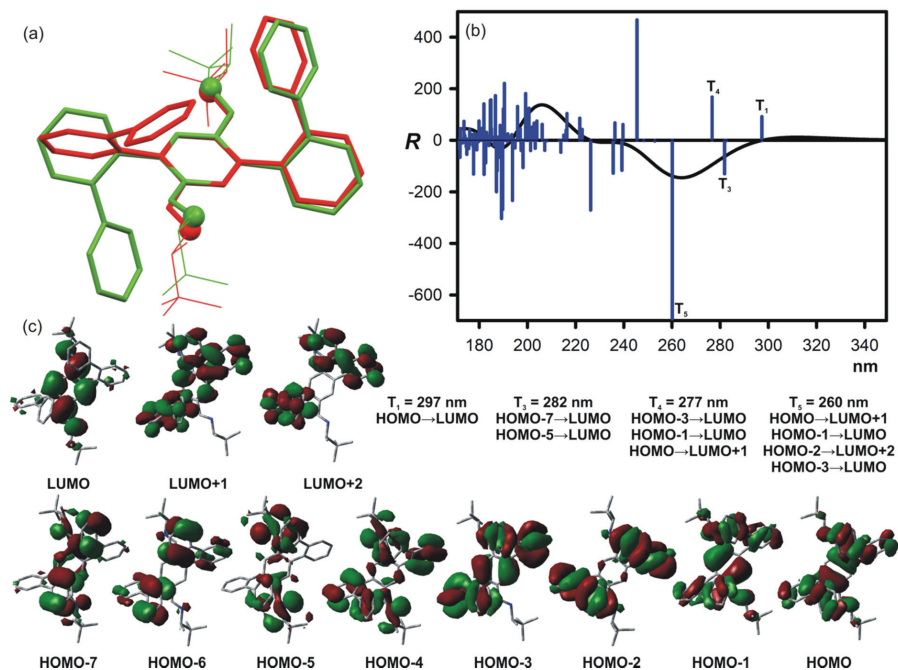 (a)
(b)
400
200
0
-200
-400
-600
R
T4
T1
T3
T5
180 200 220 240 260 280 300 320 340
nm
(c)
LUMO LUMO+1 LUMO+2
T1 = 297 nm
HOMO→LUMO
T3 = 282 nm
HOMO-7→LUMO
HOMO-5→LUMO
T4 = 277 nm
HOMO-3→LUMO
HOMO-1→LUMO
HOMO→LUMO+1
T5 = 260 nm
HOMO→LUMO+1
HOMO-1→LUMO
HOMO-2→LUMO+2
HOMO-3→LUMO
HOMO-7 HOMO-6 HOMO-5 HOMO-4 HOMO-3 HOMO-2 HOMO-1 HOMO